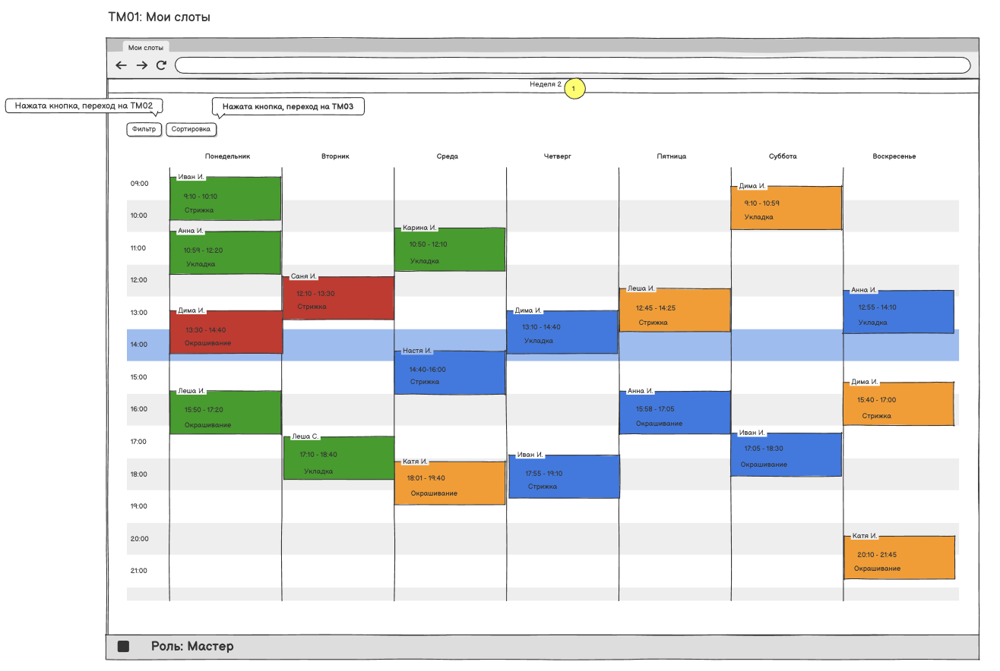 ТМ01: Мои слоты
Мои слоты
Неделя 2
1
Нажата кнопка, переход на ТМ02
Нажата кнопка, переход на ТМ03
Фильтр
Сортировка
Понедельник
Вторник
Среда
Четверг
Пятница
Суббота
Воскресенье
09:00
10:00
11:00
12:00
13:00
14:00
15:00
16:00
17:00
18:00
19:00
20:00
21:00
Иван И.
9:10 - 10:10
Стрижка
Анна И.
10:59 - 12:20
Укладка
Дима И.
13:30 - 14:40
Окрашивание
Леша И.
15:50 - 17:20
Окрашивание
Саня И.
12:10 - 13:30
Стрижка
Леша С.
17:10 - 18:40
Укладка
Карина И.
10:50 - 12:10
Укладка
Настя И.
14:40-16:00
Стрижка
Катя И.
18:01 - 19:40
Окрашивание
Дима И.
13:10 - 14:40
Укладка
Иван И.
17:55 - 19:10
Стрижка
Леша И.
12:45 - 14:25
Стрижка
Анна И.
15:58 - 17:05
Окрашивание
Дима И.
9:10 - 10:59
Укладка
Иван И.
17:05 - 18:30
Окрашивание
Анна И.
12:55 - 14:10
Укладка
Дима И.
15:40 - 17:00
Стрижка
Катя И.
20:10 - 21:45
Окрашивание
Роль: Мастер